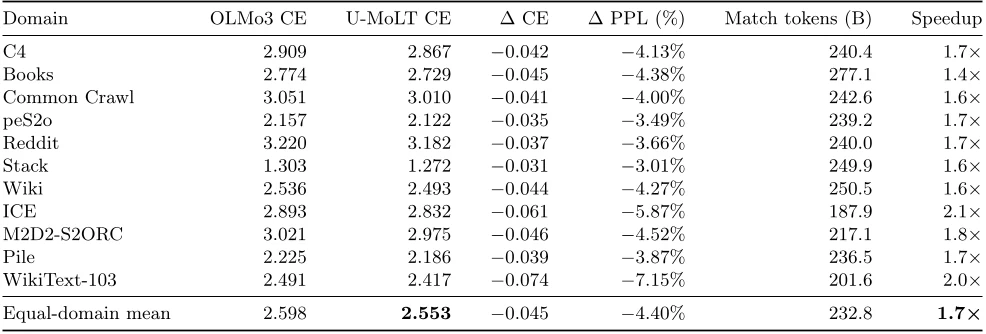 Domain OLMo3 CE U-MoLT CE Δ CE Δ PPL (%) Match tokens (B) Speedup
C4 2.909 2.867 −0.042 −4.13% 240.4 1.7×
Books 2.774 2.729 −0.045 −4.38% 277.1 1.4×
Common Crawl 3.051 3.010 −0.041 −4.00% 242.6 1.6×
peS2o 2.157 2.122 −0.035 −3.49% 239.2 1.7×
Reddit 3.220 3.182 −0.037 −3.66% 240.0 1.7×
Stack 1.303 1.272 −0.031 −3.01% 249.9 1.6×
Wiki 2.536 2.493 −0.044 −4.27% 250.5 1.6×
ICE 2.893 2.832 −0.061 −5.87% 187.9 2.1×
M2D2-S2ORC 3.021 2.975 −0.046 −4.52% 217.1 1.8×
Pile 2.225 2.186 −0.039 −3.87% 236.5 1.7×
WikiText-103 2.491 2.417 −0.074 −7.15% 201.6 2.0×
Equal-domain mean 2.598 2.553 −0.045 −4.40% 232.8 1.7×